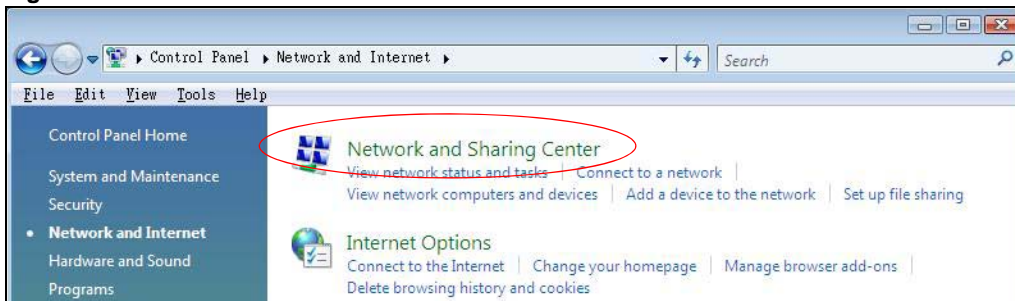 Control Panel Network and Internet
Search
File Edit View Tools Help
Control Panel Home
System and Maintenance
Security
Network and Internet
Hardware and Sound
Programs
Network and Sharing Center
View network status and tasks Connect to a network
View network computers and devices Add a device to the network Set up file sharing
Internet Options
Connect to the Internet Change your homepage Manage browser add-ons
Delete browsing history and cookies